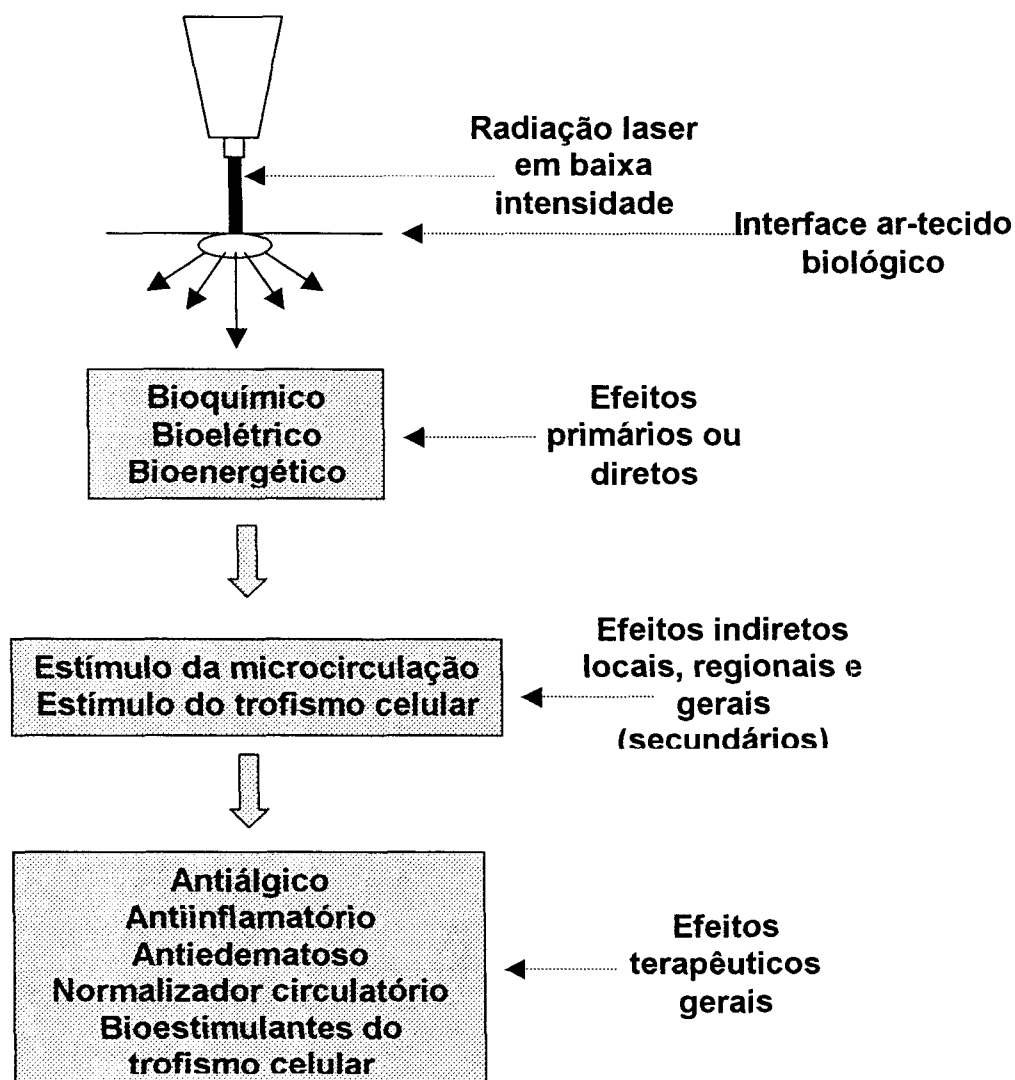 Radiação laser
em baixa
intensidade
Interface ar-tecido
biológico
Bioquímico
Bioelétrico
Bioenergético
Efeitos
primários ou
diretos
Estímulo da microcirculação
Estímulo do trofismo celular
Efeitos indiretos
locais, regionais e
gerais
(secundários)
Antiálgico
Antiinflamatório
Antiedematoso
Normalizador circulatório
Bioestimulantes do
trofismo celular
Efeitos
terapêuticos
gerais